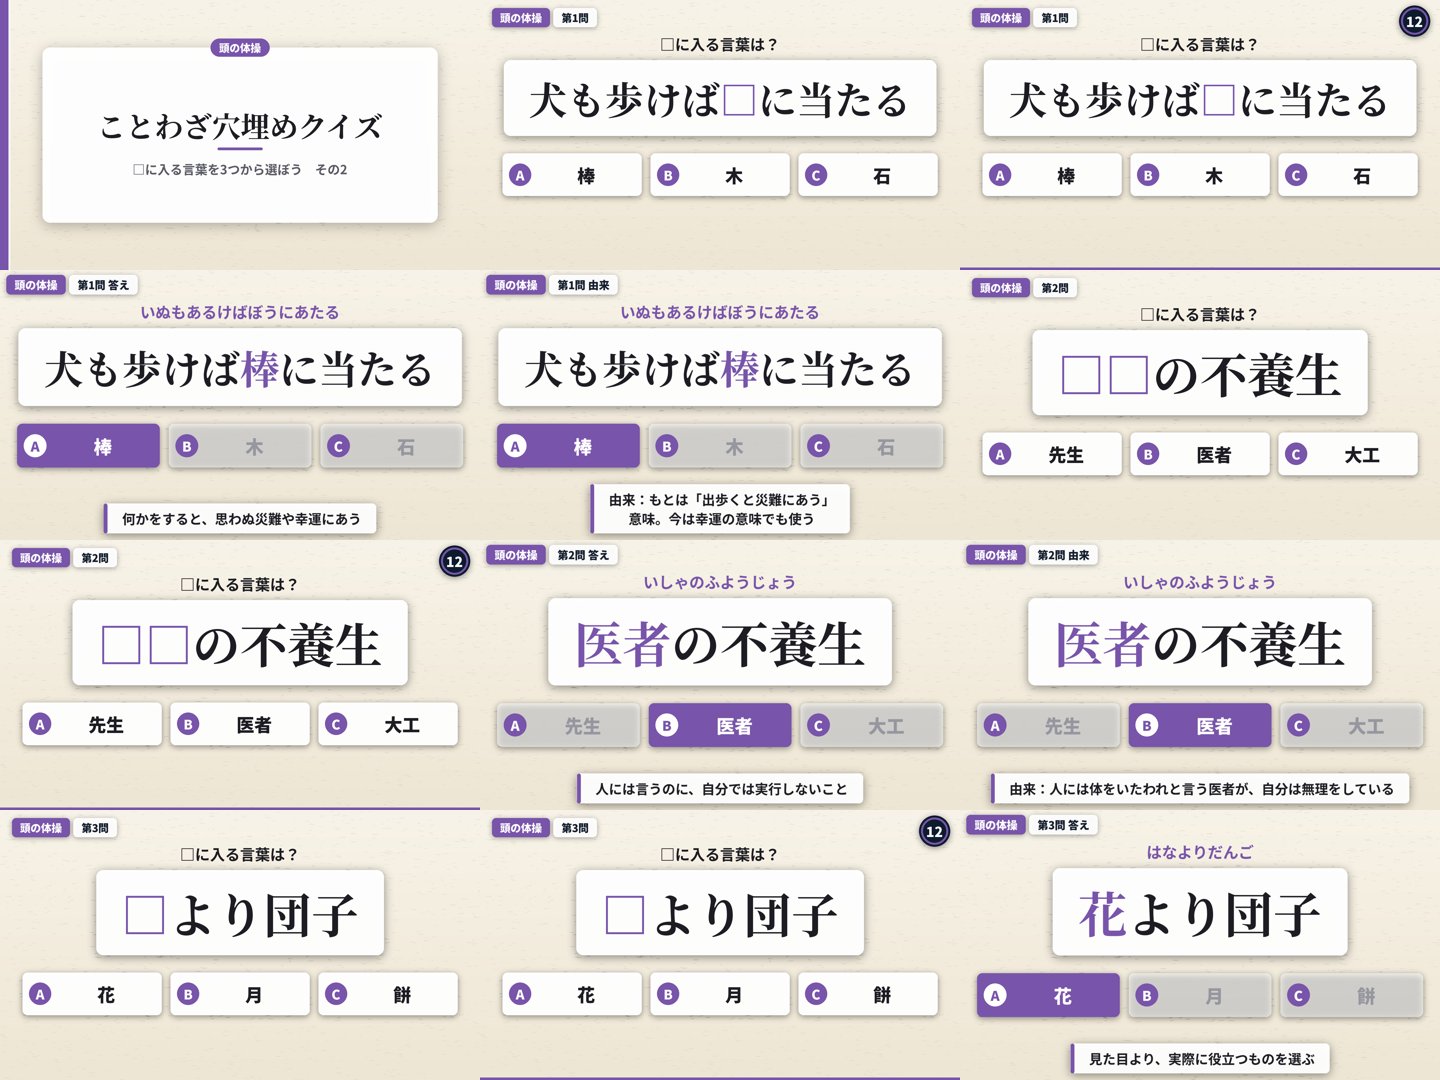 頭の体操
ことわざ穴埋めクイズ
□に入る言葉を3つから選ぼう その2
頭の体操 第1問
□に入る言葉は？
犬も歩けば□に当たる
A 棒 B 木 C 石
頭の体操 第1問 12
□に入る言葉は？
犬も歩けば□に当たる
A 棒 B 木 C 石
頭の体操 第1問 答え
いぬもあるけばぼうにあたる
犬も歩けば棒に当たる
A 棒 B 木 C 石
何かをすると、思わぬ災難や幸運にあう
頭の体操 第1問 由来
いぬもあるけばぼうにあたる
犬も歩けば棒に当たる
A 棒 B 木 C 石
由来：もとは「出歩くと災難にあう」
意味。今は幸運の意味でも使う
頭の体操 第2問
□に入る言葉は？
□□の不養生
A 先生 B 医者 C 大工
頭の体操 第2問 12
□に入る言葉は？
□□の不養生
A 先生 B 医者 C 大工
頭の体操 第2問 答え
いしゃのふようじょう
医者の不養生
A 先生 B 医者 C 大工
人には言うのに、自分では実行しないこと
頭の体操 第2問 由来
いしゃのふようじょう
医者の不養生
A 先生 B 医者 C 大工
由来：人には体をいたわれと言う医者が、自分は無理をしている
頭の体操 第3問
□に入る言葉は？
□より団子
A 花 B 月 C 餅
頭の体操 第3問 12
□に入る言葉は？
□より団子
A 花 B 月 C 餅
頭の体操 第3問 答え
はなよりだんご
花より団子
A 花 B 月 C 餅
見た目より、実際に役立つものを選ぶ